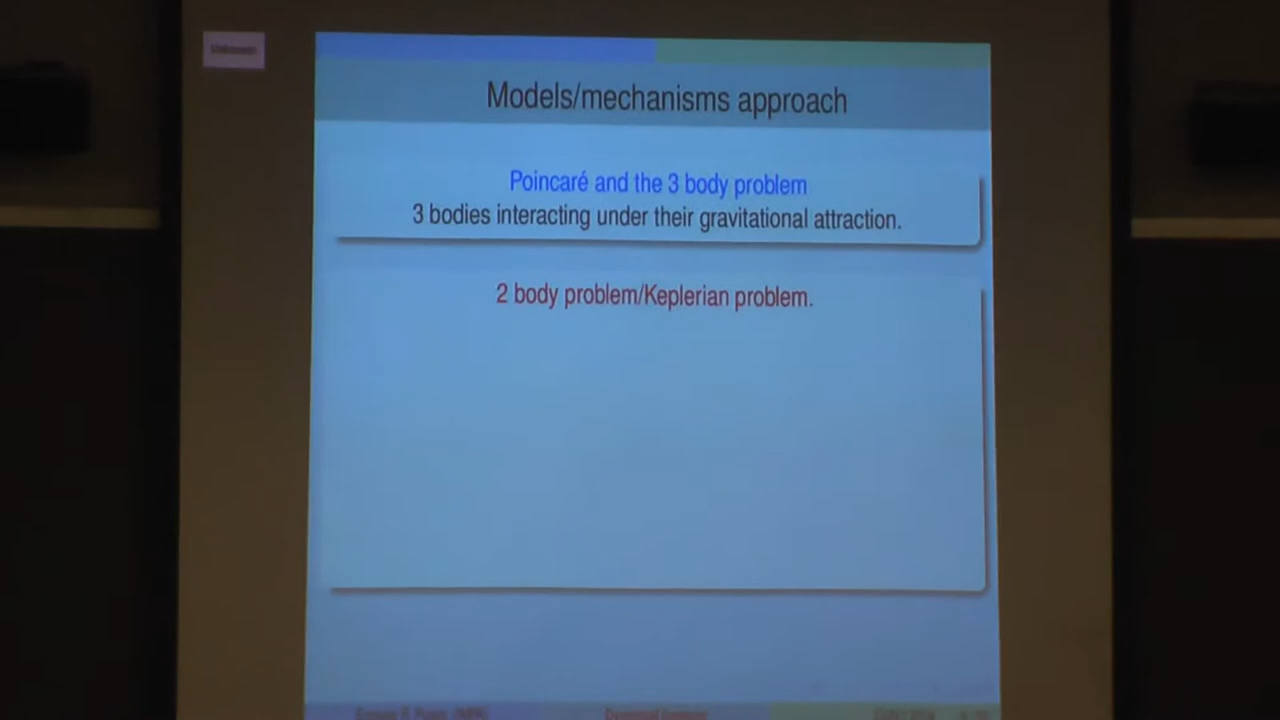 Unknown
Models/mechanisms approach
Poincaré and the 3 body problem
3 bodies interacting under their gravitational attraction.
2 body problem/Keplerian problem.